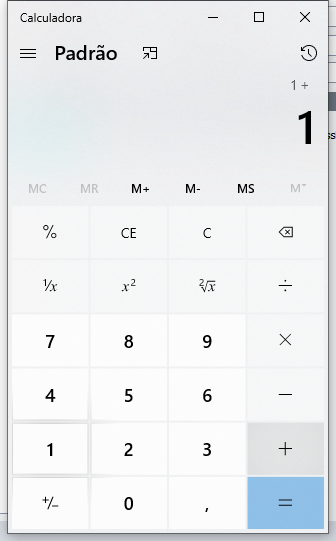 Calculadora
Padrão
1 +
1
MC MR M+ M- MS M˅
% CE C
¹/x x² ²√x ÷
7 8 9 ×
4 5 6 −
1 2 3 +
+/− 0 , =